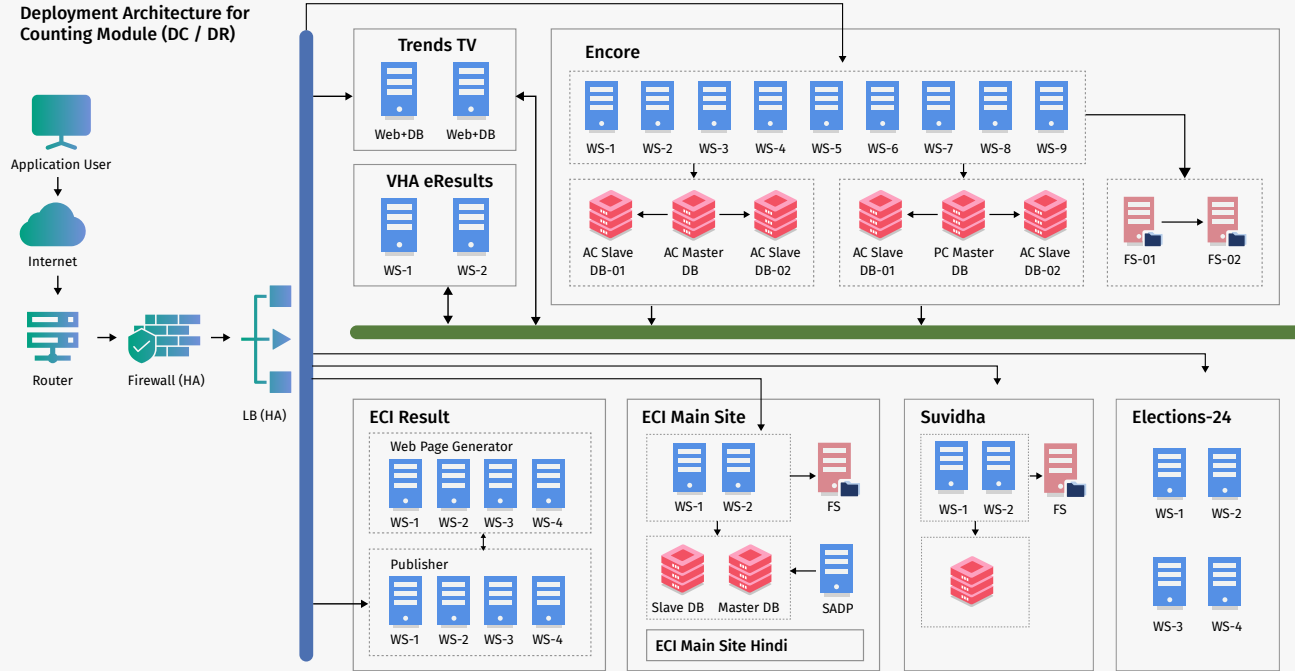 Deployment Architecture for
Counting Module (DC / DR)
Application User
Internet
Router
Firewall (HA)
LB (HA)
Trends TV
Web+DB
Web+DB
VHA eResults
WS-1
WS-2
Encore
WS-1
WS-2
WS-3
WS-4
WS-5
WS-6
WS-7
WS-8
WS-9
AC Slave
DB-01
AC Master
DB
AC Slave
DB-02
AC Slave
DB-01
PC Master
DB
AC Slave
DB-02
FS-01
FS-02
ECI Result
Web Page Generator
WS-1
WS-2
WS-3
WS-4
Publisher
WS-1
WS-2
WS-3
WS-4
ECI Main Site
WS-1
WS-2
FS
Slave DB
Master DB
SADP
ECI Main Site Hindi
Suvidha
WS-1
WS-2
FS
Elections-24
WS-1
WS-2
WS-3
WS-4